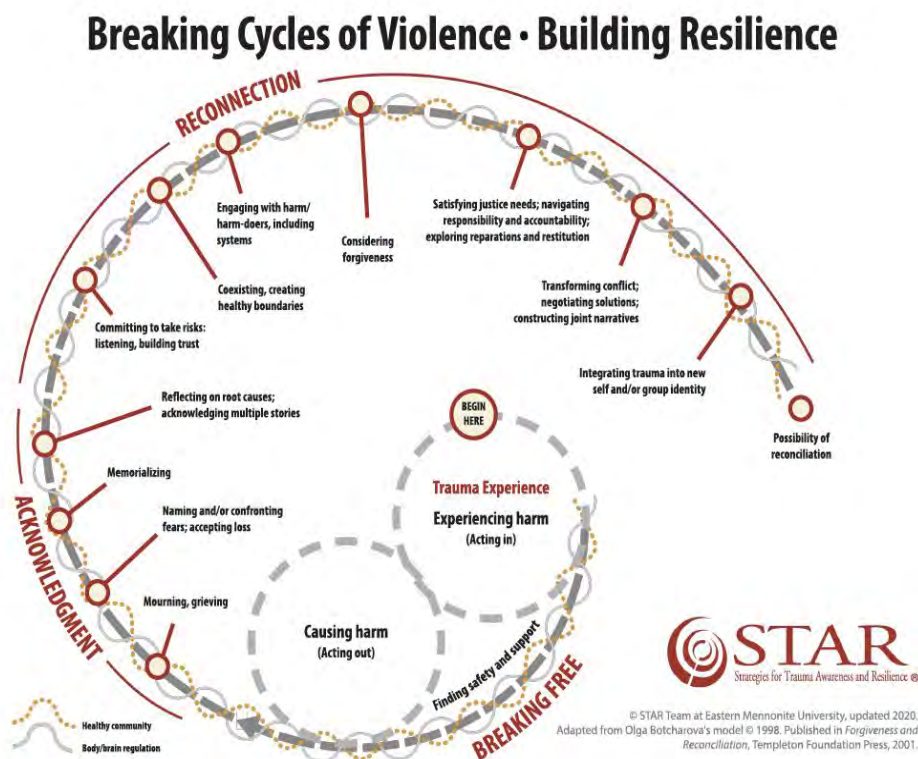 Breaking Cycles of Violence · Building Resilience
RECONNECTION
Engaging with harm/
harm-doers, including
systems
Considering
forgiveness
Satisfying justice needs; navigating
responsibility and accountability;
exploring reparations and restitution
Coexisting, creating
healthy boundaries
Transforming conflict;
negotiating solutions;
constructing joint narratives
Committing to take risks:
listening, building trust
Integrating trauma into new
self and/or group identity
Possibility of
reconciliation
Reflecting on root causes;
acknowledging multiple stories
BEGIN
HERE
Memorializing
Trauma Experience
Experiencing harm
(Acting in)
Naming and/or confronting
fears; accepting loss
ACKNOWLEDGMENT
Mourning, grieving
Causing harm
(Acting out)
Finding safety and support
BREAKING FREE
Healthy community
Body/brain regulation
STAR
Strategies for Trauma Awareness and Resilience ®
© STAR Team at Eastern Mennonite University, updated 2020.
Adapted from Olga Botcharova's model © 1998. Published in Forgiveness and
Reconciliation, Templeton Foundation Press, 2001.